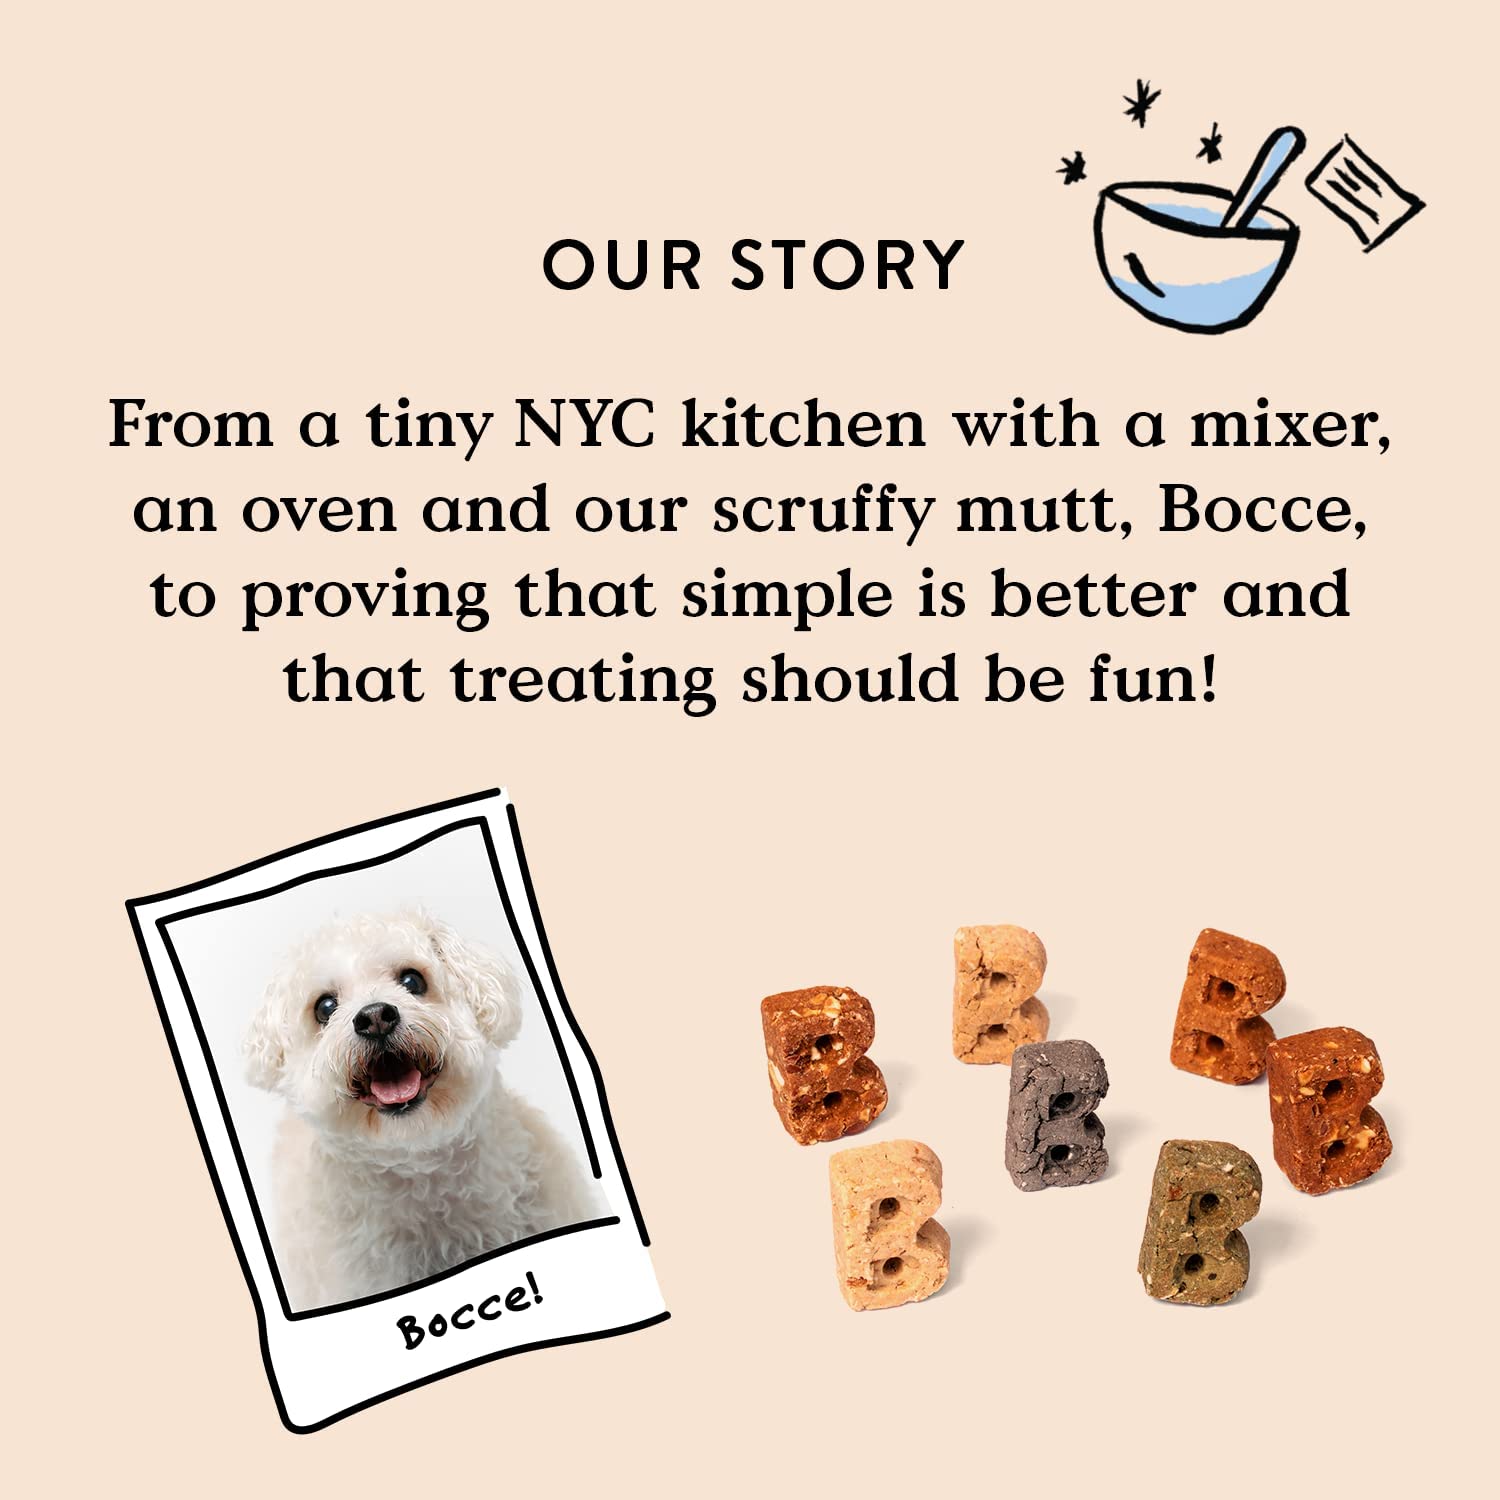 OUR STORY
From a tiny NYC kitchen with a mixer,
an oven and our scruffy mutt, Bocce,
to proving that simple is better and
that treating should be fun!
Bocce!
B
B
B
B
B
B
B